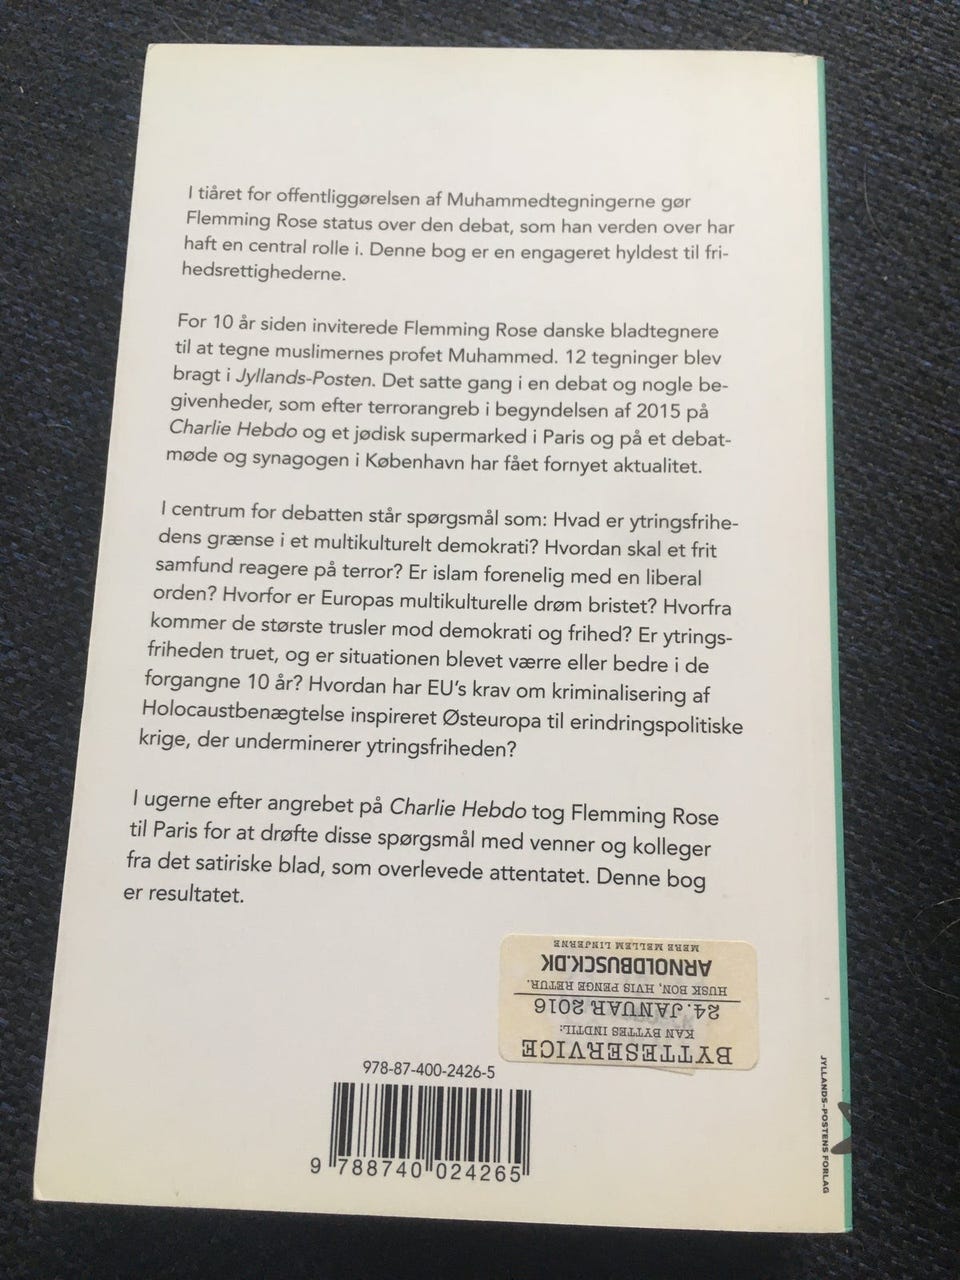 I tiåret for offentliggørelsen af Muhammedtegningerne gør
Flemming Rose status over den debat, som han verden over har
haft en central rolle i. Denne bog er en engageret hyldest til fri-
hedsrettighederne.
For 10 år siden inviterede Flemming Rose danske bladtegnere
til at tegne muslimernes profet Muhammed. 12 tegninger blev
bragt i Jyllands-Posten. Det satte gang i en debat og nogle be-
givenheder, som efter terrorangreb i begyndelsen af 2015 på
Charlie Hebdo og et jødisk supermarked i Paris og på et debat-
møde og synagogen i København har fået fornyet aktualitet.
I centrum for debatten står spørgsmål som: Hvad er ytringsfrihe-
dens grænse i et multikulturelt demokrati? Hvordan skal et frit
samfund reagere på terror? Er islam forenelig med en liberal
orden? Hvorfor er Europas multikulturelle drøm bristet? Hvorfra
kommer de største trusler mod demokrati og frihed? Er ytrings-
friheden truet, og er situationen blevet værre eller bedre i de
forgangne 10 år? Hvordan har EU's krav om kriminalisering af
Holocaustbenægtelse inspireret Østeuropa til erindringspolitiske
krige, der underminerer ytringsfriheden?
I ugerne efter angrebet på Charlie Hebdo tog Flemming Rose
til Paris for at drøfte disse spørgsmål med venner og kolleger
fra det satiriske blad, som overlevede attentatet. Denne bog
er resultatet.
BYTTESERVICE
KAN BYTTES INDTIL:
24. JANUAR 2016
HUSK BON, HVIS PENGE RETUR.
ARNOLDBUSCK.DK
MERE MELLEM LINJERNE
978-87-400-2426-5
9 788740 024265
JYLLANDS-POSTENS FORLAG